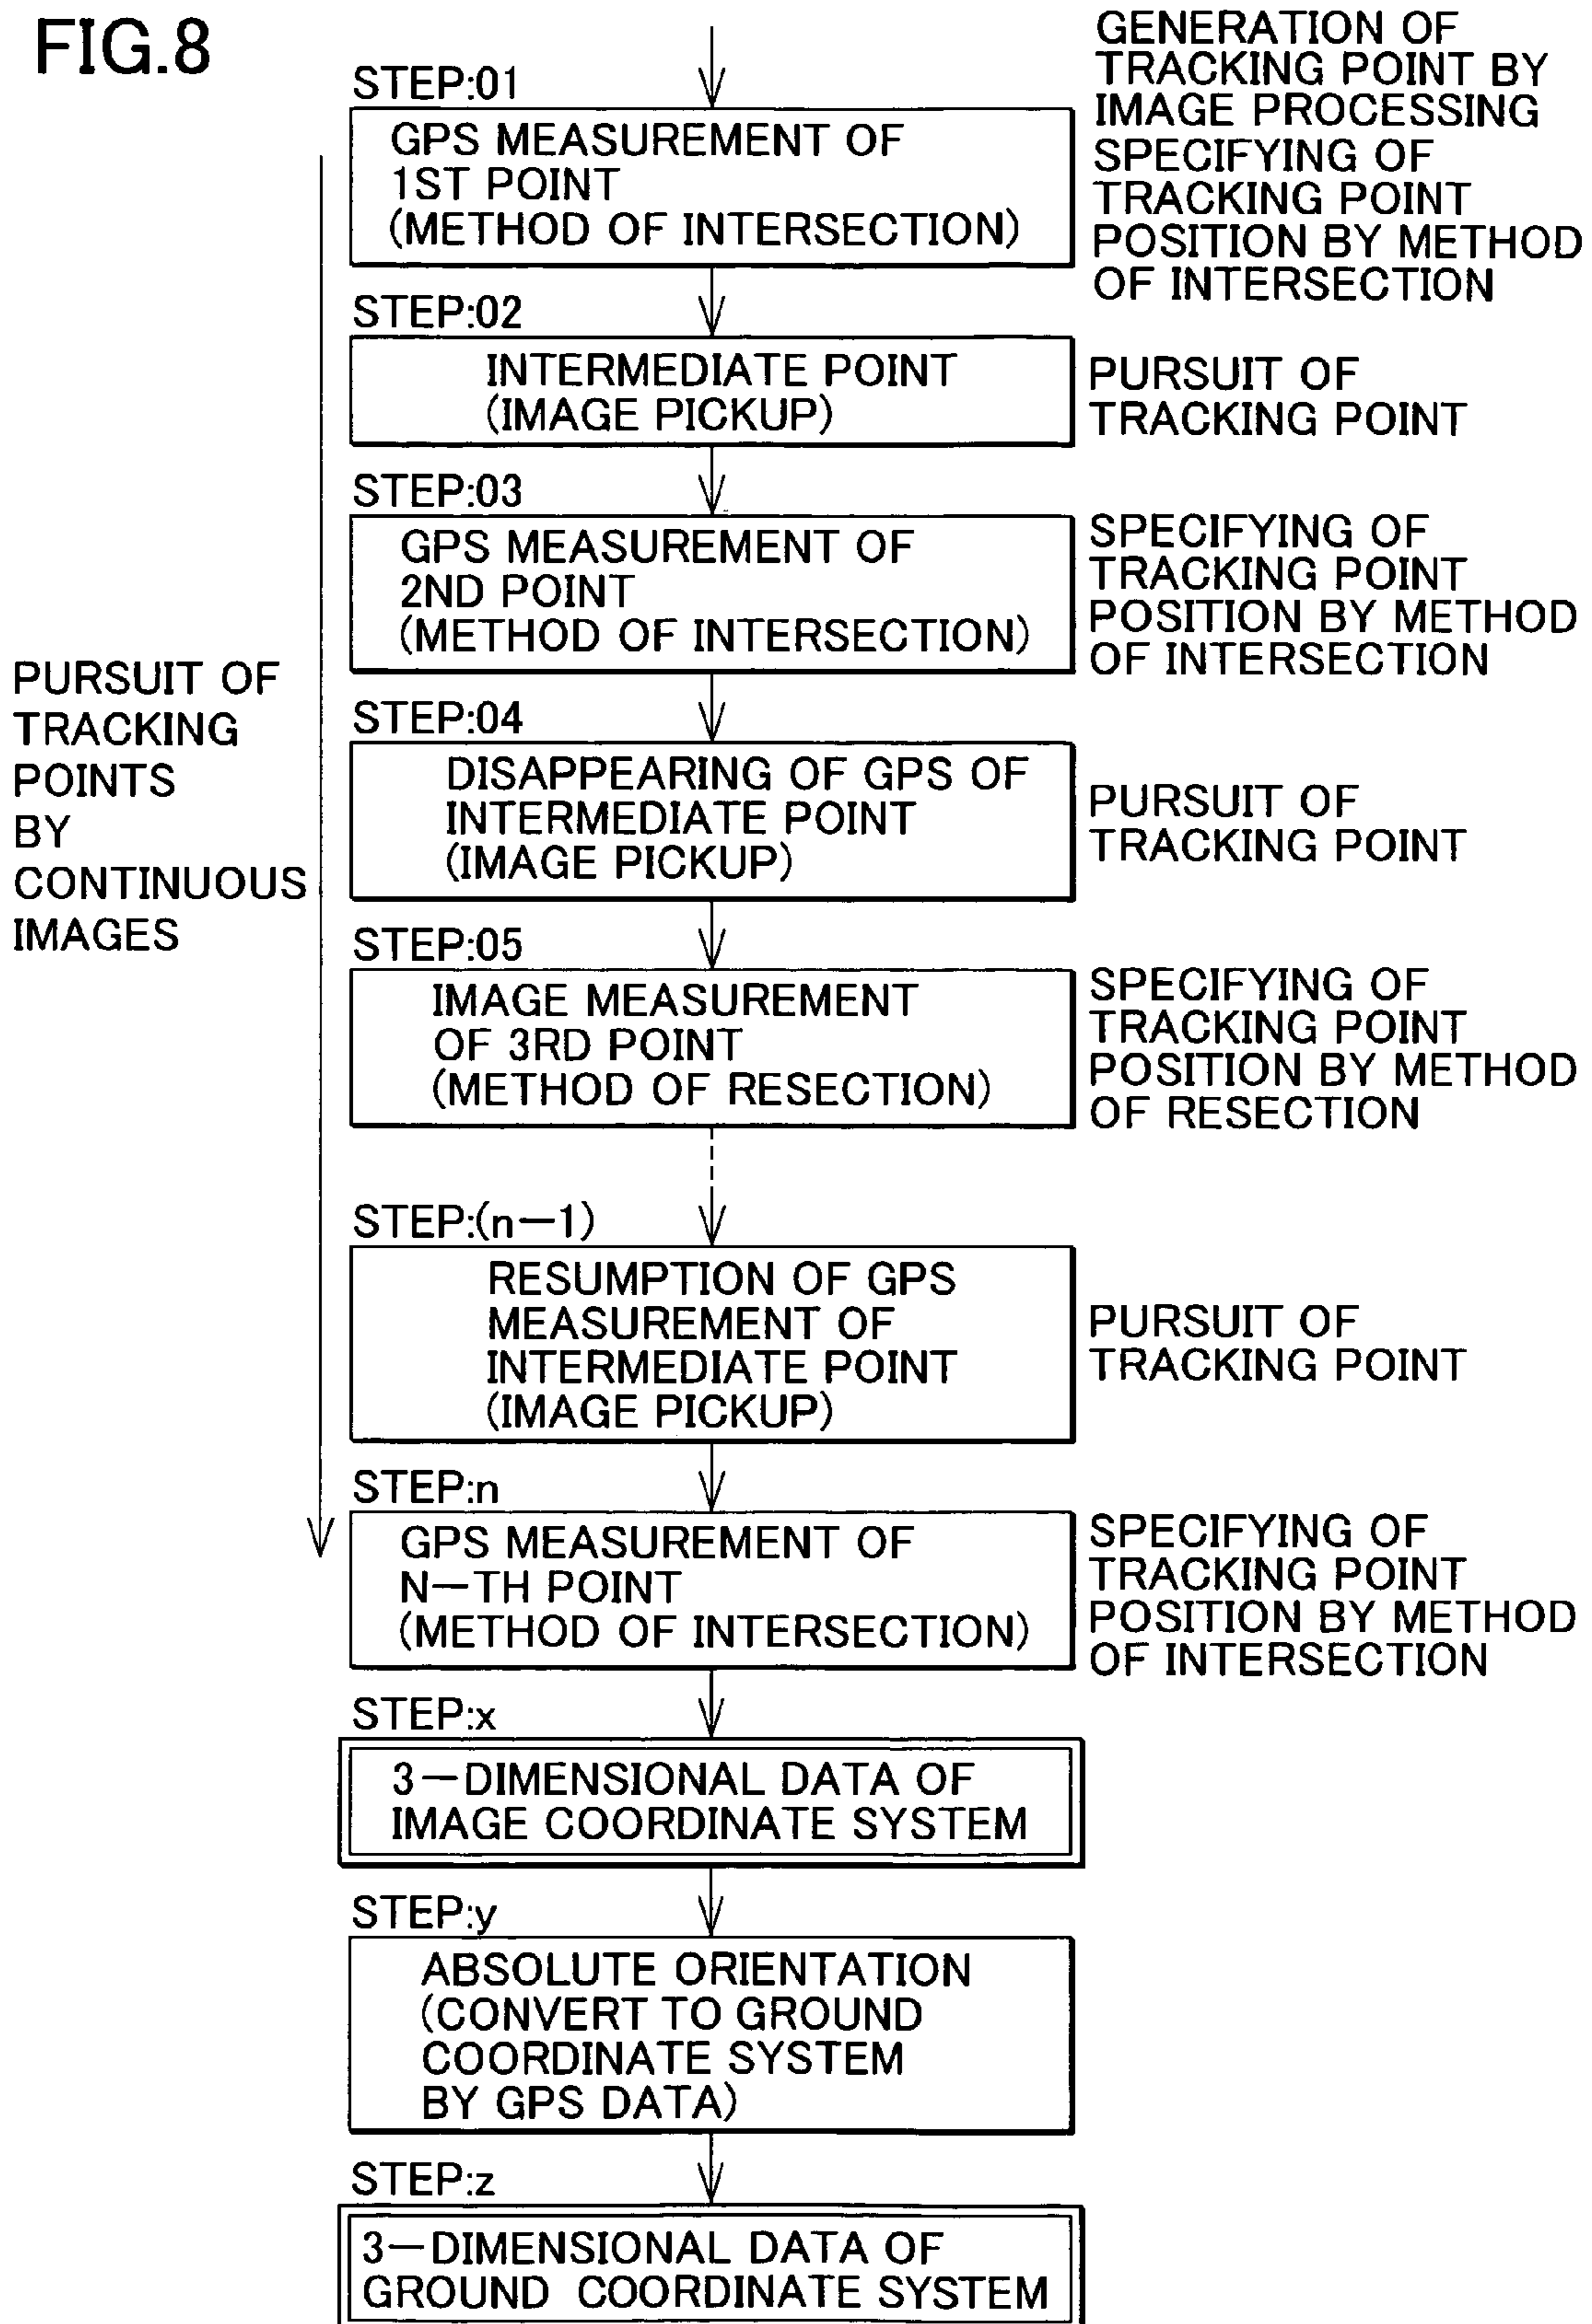 FIG.8
GENERATION OF
TRACKING POINT BY
IMAGE PROCESSING
SPECIFYING OF
TRACKING POINT
POSITION BY METHOD
OF INTERSECTION
STEP:01
GPS MEASUREMENT OF
1ST POINT
(METHOD OF INTERSECTION)
STEP:02
INTERMEDIATE POINT
(IMAGE PICKUP)
PURSUIT OF
TRACKING POINT
STEP:03
GPS MEASUREMENT OF
2ND POINT
(METHOD OF INTERSECTION)
SPECIFYING OF
TRACKING POINT
POSITION BY METHOD
OF INTERSECTION
PURSUIT OF
TRACKING
POINTS
BY
CONTINUOUS
IMAGES
STEP:04
DISAPPEARING OF GPS OF
INTERMEDIATE POINT
(IMAGE PICKUP)
PURSUIT OF
TRACKING POINT
STEP:05
IMAGE MEASUREMENT
OF 3RD POINT
(METHOD OF RESECTION)
SPECIFYING OF
TRACKING POINT
POSITION BY METHOD
OF RESECTION
STEP:(n-1)
RESUMPTION OF GPS
MEASUREMENT OF
INTERMEDIATE POINT
(IMAGE PICKUP)
PURSUIT OF
TRACKING POINT
STEP:n
GPS MEASUREMENT OF
N-TH POINT
(METHOD OF INTERSECTION)
SPECIFYING OF
TRACKING POINT
POSITION BY METHOD
OF INTERSECTION
STEP:x
3-DIMENSIONAL DATA OF
IMAGE COORDINATE SYSTEM
STEP:y
ABSOLUTE ORIENTATION
(CONVERT TO GROUND
COORDINATE SYSTEM
BY GPS DATA)
STEP:z
3-DIMENSIONAL DATA OF
GROUND COORDINATE SYSTEM